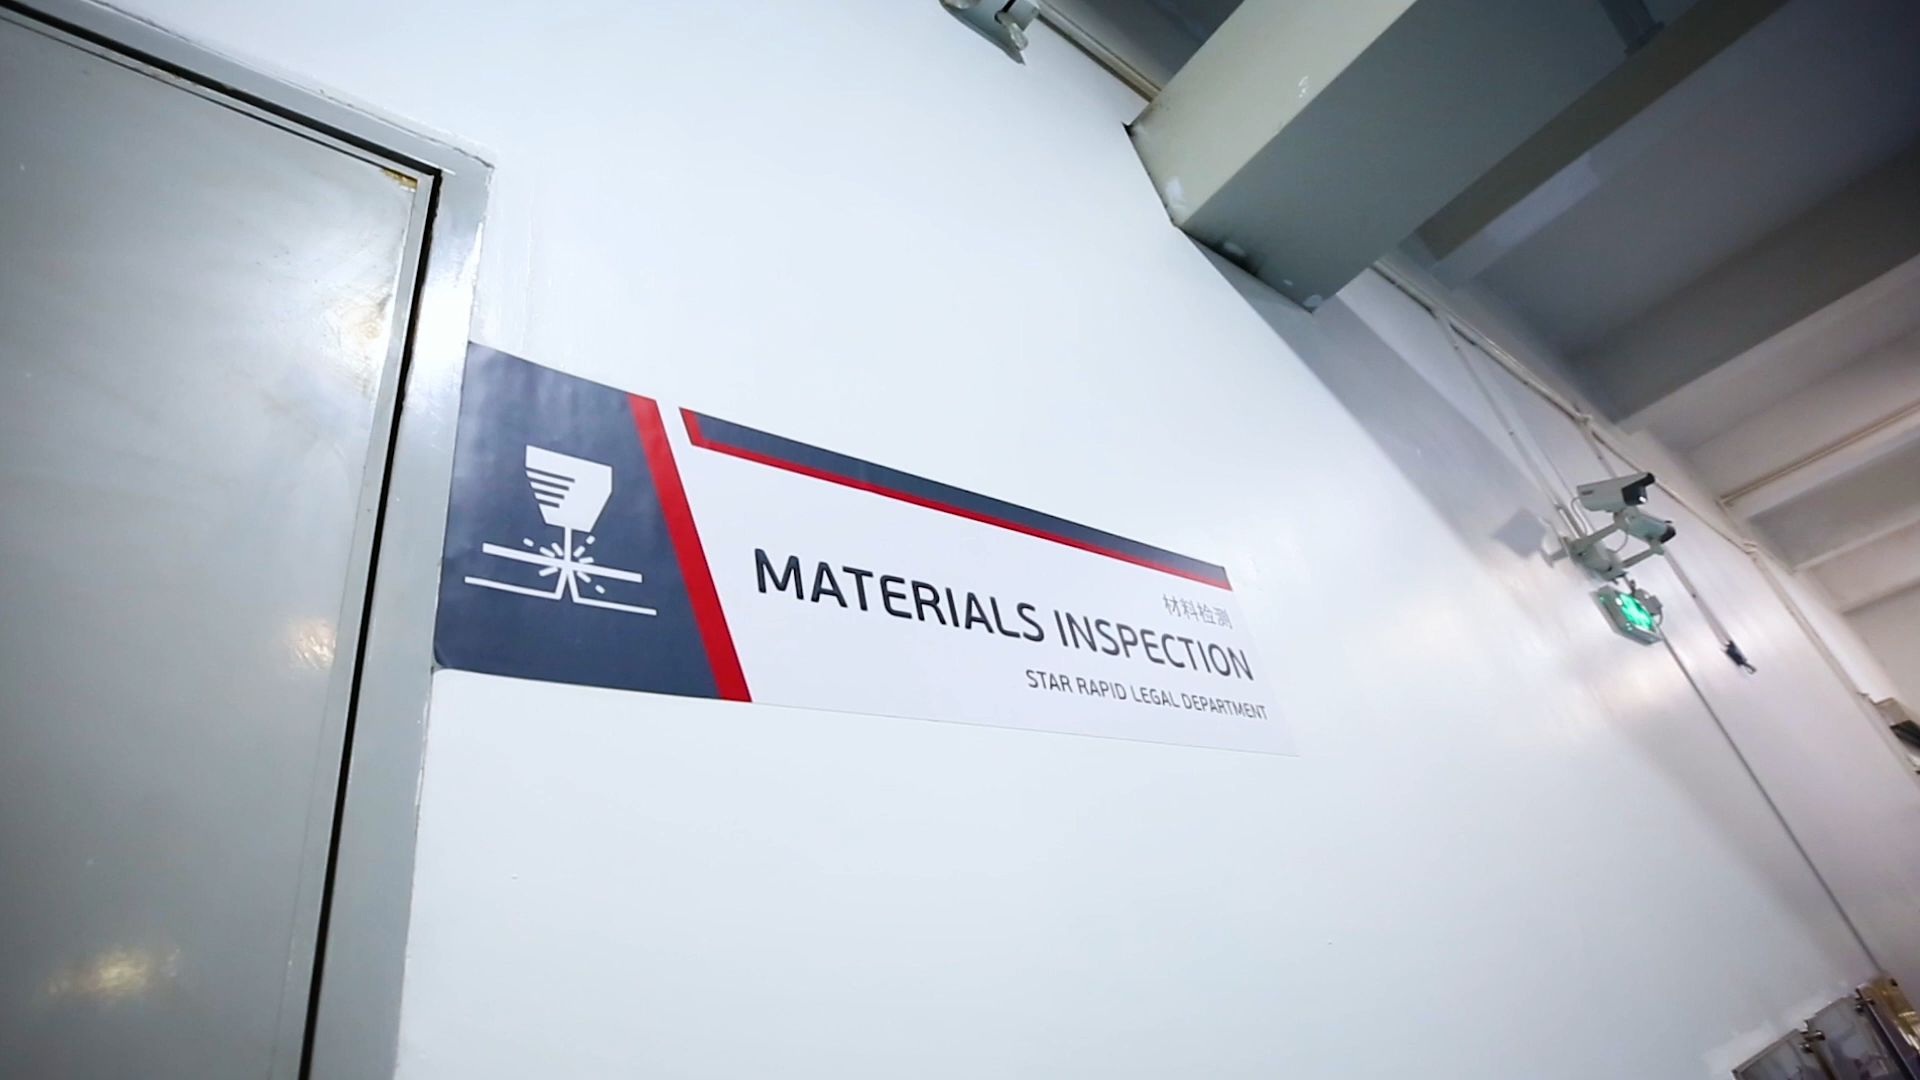 材料检测
MATERIALS INSPECTION
STAR RAPID LEGAL DEPARTMENT